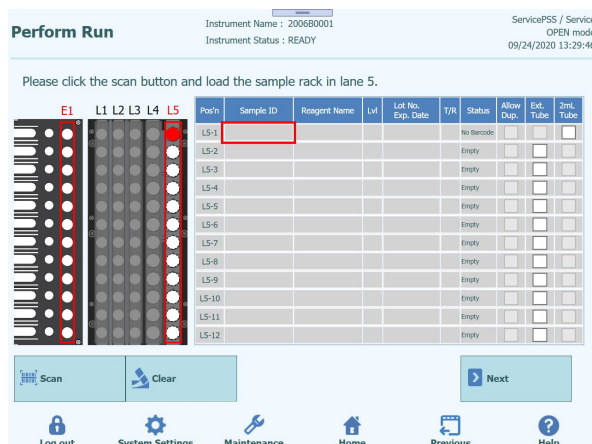 Perform Run
Instrument Name : 2006B0001
Instrument Status : READY
ServicePSS / Service
OPEN mode
09/24/2020 13:29:46
Please click the scan button and load the sample rack in lane 5.
E1 L1 L2 L3 L4 L5
Pos'n Sample ID Reagent Name Lvl Lot No. Exp. Date T/R Status Allow Dup. Ext. Tube 2mL Tube
L5-1 No Barcode
L5-2 Empty
L5-3 Empty
L5-4 Empty
L5-5 Empty
L5-6 Empty
L5-7 Empty
L5-8 Empty
L5-9 Empty
L5-10 Empty
L5-11 Empty
L5-12 Empty
Scan Clear Next
Log out System Settings Maintenance Home Previous Help